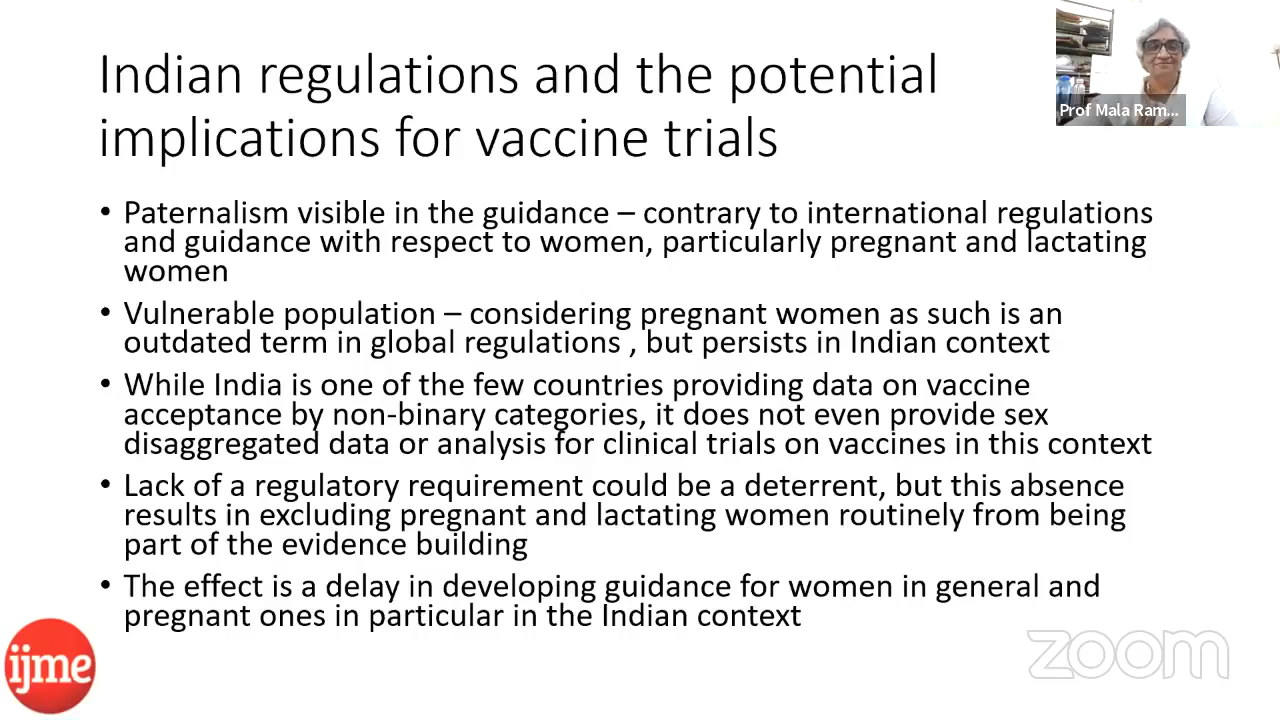 Indian regulations and the potential
implications for vaccine trials
Prof Mala Ram...
• Paternalism visible in the guidance – contrary to international regulations
and guidance with respect to women, particularly pregnant and lactating
women
• Vulnerable population – considering pregnant women as such is an
outdated term in global regulations , but persists in Indian context
• While India is one of the few countries providing data on vaccine
acceptance by non-binary categories, it does not even provide sex
disaggregated data or analysis for clinical trials on vaccines in this context
• Lack of a regulatory requirement could be a deterrent, but this absence
results in excluding pregnant and lactating women routinely from being
part of the evidence building
• The effect is a delay in developing guidance for women in general and
pregnant ones in particular in the Indian context
ijme
zoom